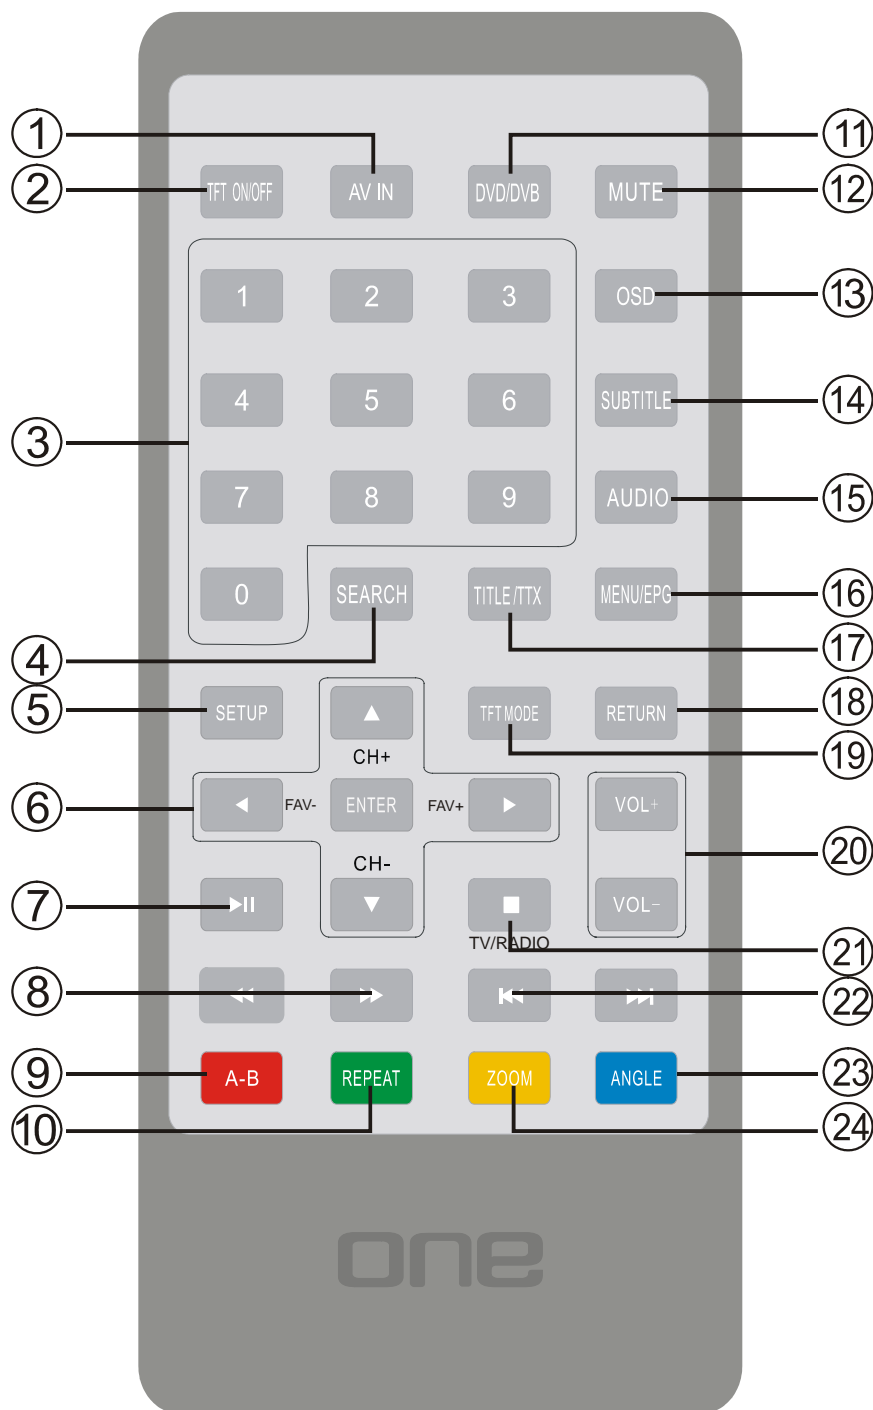 1
11
2
TFT ON/OFF
AV IN
DVD/DVB
MUTE
12
1
2
3
OSD
13
4
5
6
SUBTITLE
14
3
7
8
9
AUDIO
15
0
SEARCH
TITLE/TTX
MENU/EPG
16
4
17
5
SETUP
TFT MODE
RETURN
18
CH+
19
6
FAV-
ENTER
FAV+
VOL+
20
CH-
7
VOL-
TV/RADIO
21
8
22
9
A-B
REPEAT
ZOOM
ANGLE
23
10
24
one